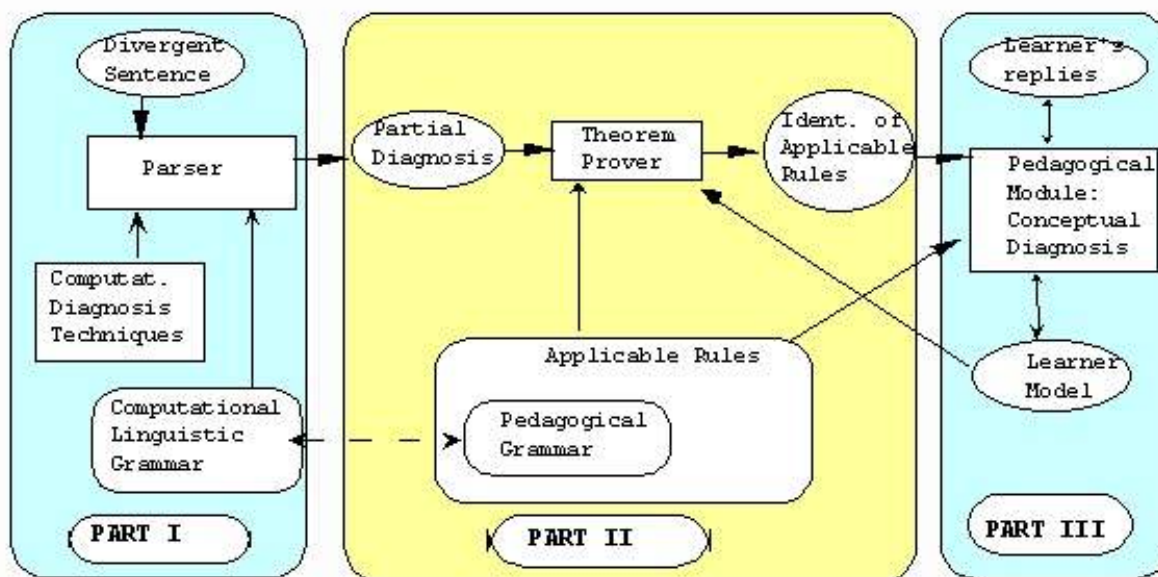 Divergent
Sentence
Parser
Computat.
Diagnosis
Techniques
Computational
Linguistic
Grammar
PART I
Partial
Diagnosis
Theorem
Prover
Ident. of
Applicable
Rules
Applicable Rules
Pedagogical
Grammar
PART II
Learner's
replies
Pedagogical
Module:
Conceptual
Diagnosis
Learner
Model
PART III